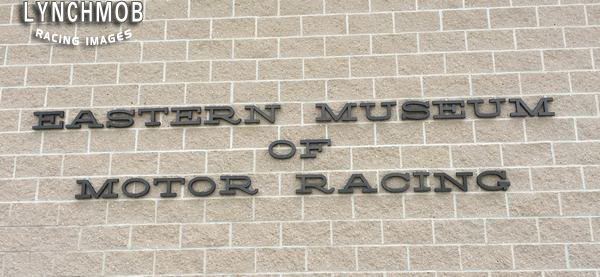 LYNCHMOB
RACING IMAGES
EASTERN MUSEUM
OF
MOTOR RACING